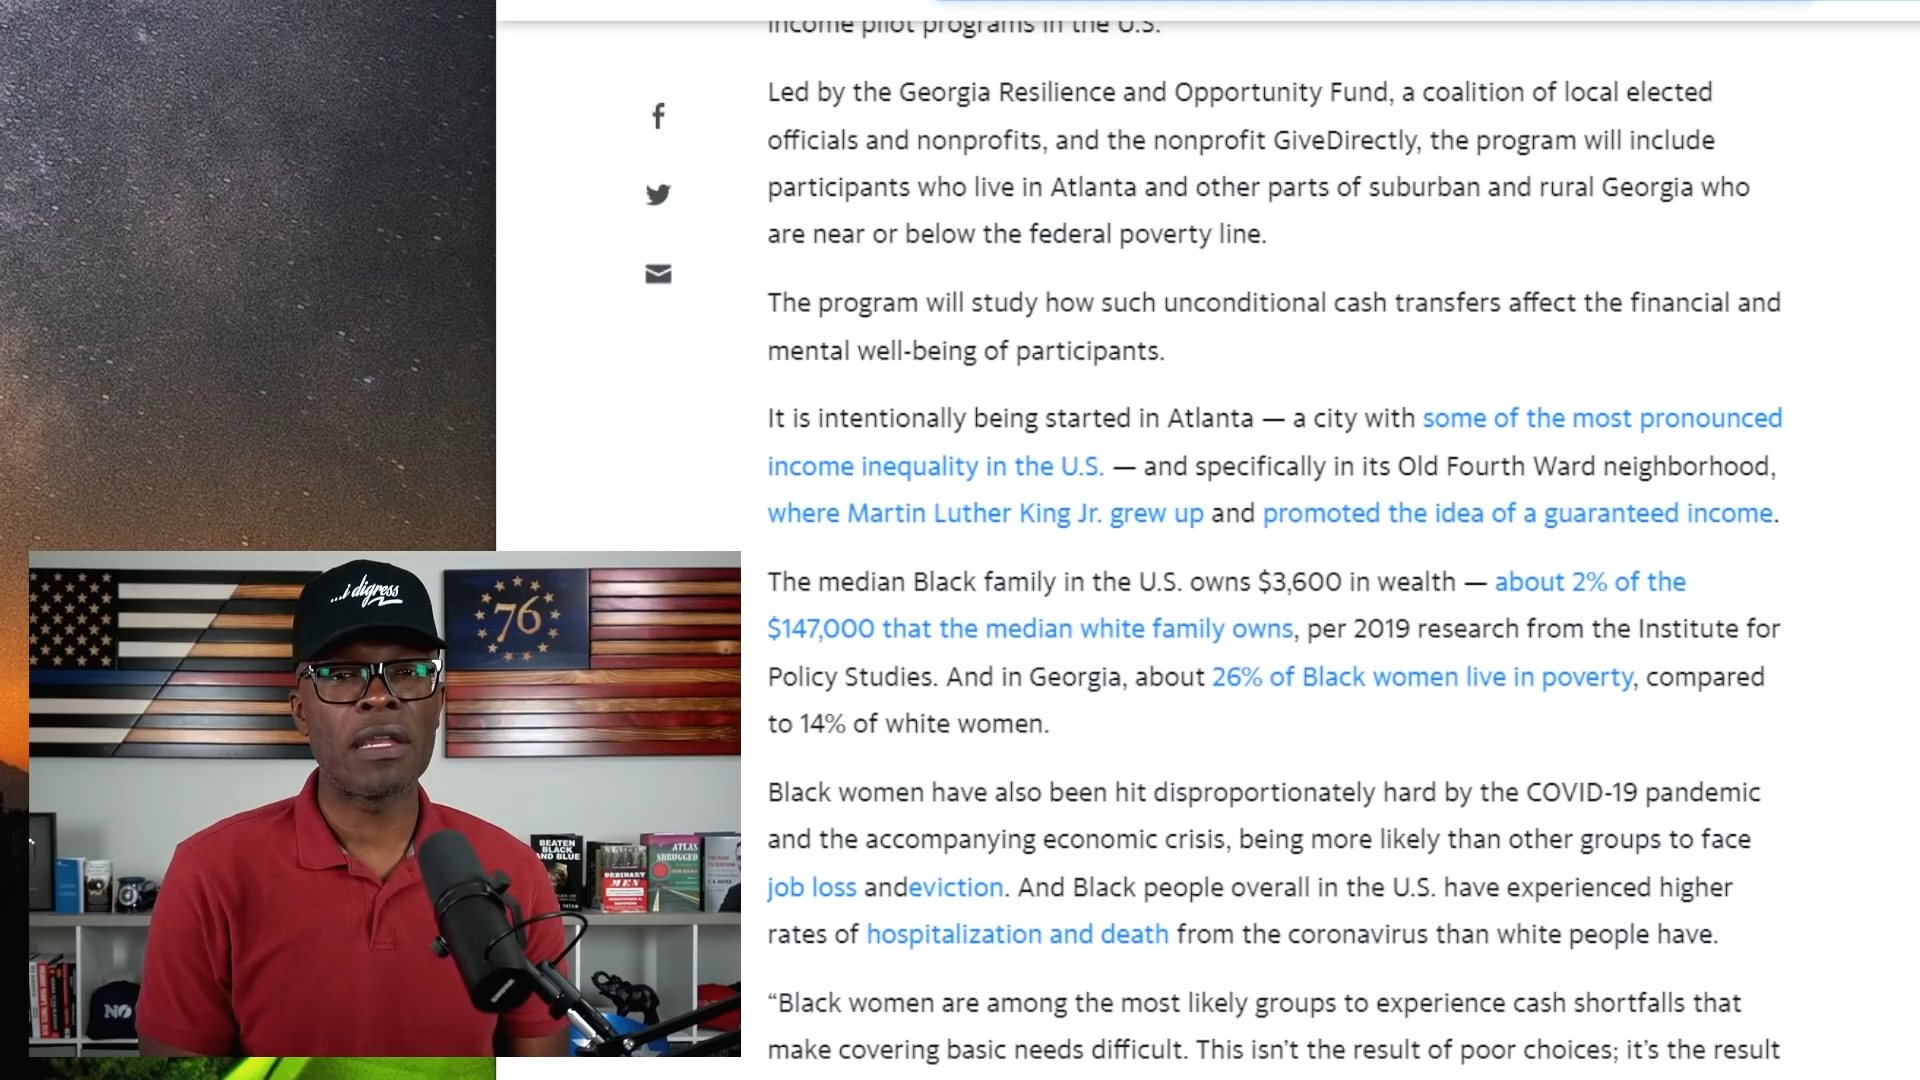 income pilot programs in the U.S.
Led by the Georgia Resilience and Opportunity Fund, a coalition of local elected
officials and nonprofits, and the nonprofit GiveDirectly, the program will include
participants who live in Atlanta and other parts of suburban and rural Georgia who
are near or below the federal poverty line.
The program will study how such unconditional cash transfers affect the financial and
mental well-being of participants.
It is intentionally being started in Atlanta — a city with some of the most pronounced
income inequality in the U.S. — and specifically in its Old Fourth Ward neighborhood,
where Martin Luther King Jr. grew up and promoted the idea of a guaranteed income.
The median Black family in the U.S. owns $3,600 in wealth — about 2% of the
$147,000 that the median white family owns, per 2019 research from the Institute for
Policy Studies. And in Georgia, about 26% of Black women live in poverty, compared
to 14% of white women.
Black women have also been hit disproportionately hard by the COVID-19 pandemic
and the accompanying economic crisis, being more likely than other groups to face
job loss andeviction. And Black people overall in the U.S. have experienced higher
rates of hospitalization and death from the coronavirus than white people have.
“Black women are among the most likely groups to experience cash shortfalls that
make covering basic needs difficult. This isn’t the result of poor choices; it’s the result
...i digress
76
BEATEN
BLACK
AND BLUE
ORDINARY
MEN
ATLAS
SHRUGGED
NO